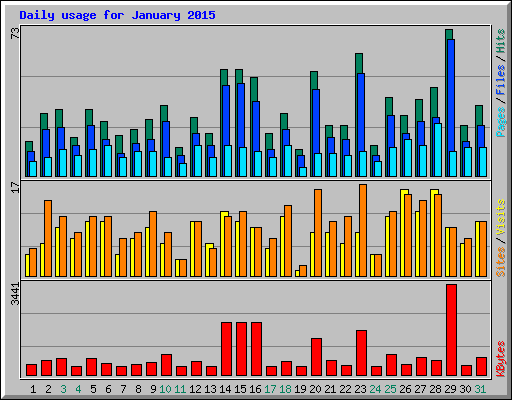 Daily usage for January 2015
73
Pages / Files / Hits
17
Sites / Visits
3441
KBytes
1 2 3 4 5 6 7 8 9 10 11 12 13 14 15 16 17 18 19 20 21 22 23 24 25 26 27 28 29 30 31